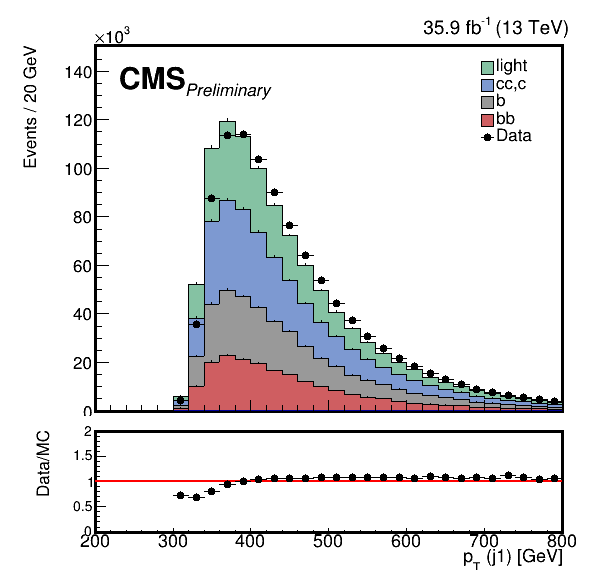 35.9 fb⁻¹ (13 TeV)
×10³
Events / 20 GeV
CMS Preliminary
light
cc,c
b
bb
Data
140
120
100
80
60
40
20
0
Data/MC
2
1.5
1
0.5
0
200 300 400 500 600 700 800
p_T (j1) [GeV]